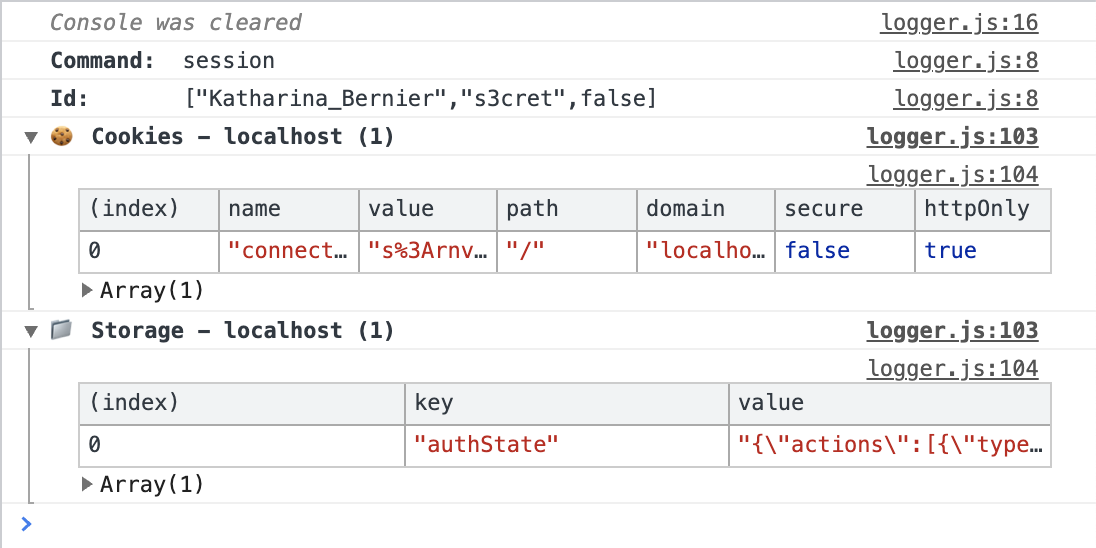 Console was cleared logger.js:16
Command: session logger.js:8
Id: ["Katharina_Bernier","s3cret",false] logger.js:8
▼ 🍪 Cookies – localhost (1) logger.js:103
logger.js:104
(index) name value path domain secure httpOnly
0 "connect… "s%3Arnv… "/" "localho… false true
▶ Array(1)
▼ 📁 Storage – localhost (1) logger.js:103
logger.js:104
(index) key value
0 "authState" "{\"actions\":[{\"type…
▶ Array(1)
>